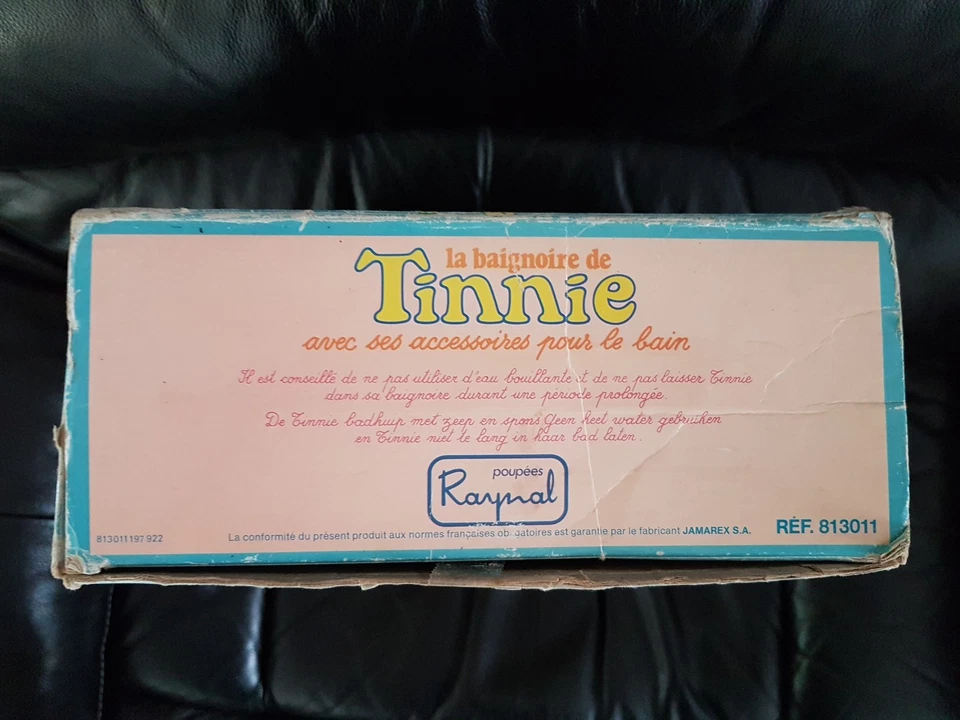 la baignoire de
Tinnie
avec ses accessoires pour le bain
Il est conseillé de ne pas utiliser d'eau bouillante et de ne pas laisser Tinnie
dans sa baignoire durant une période prolongée.
De Tinnie badkuip met zeep en spons. Geen heet water gebruiken
en Tinnie niet te lang in haar bad laten.
poupées
Raynal
813011197922
La conformité du présent produit aux normes françaises obligatoires est garantie par le fabricant JAMAREX S.A.
RÉF. 813011